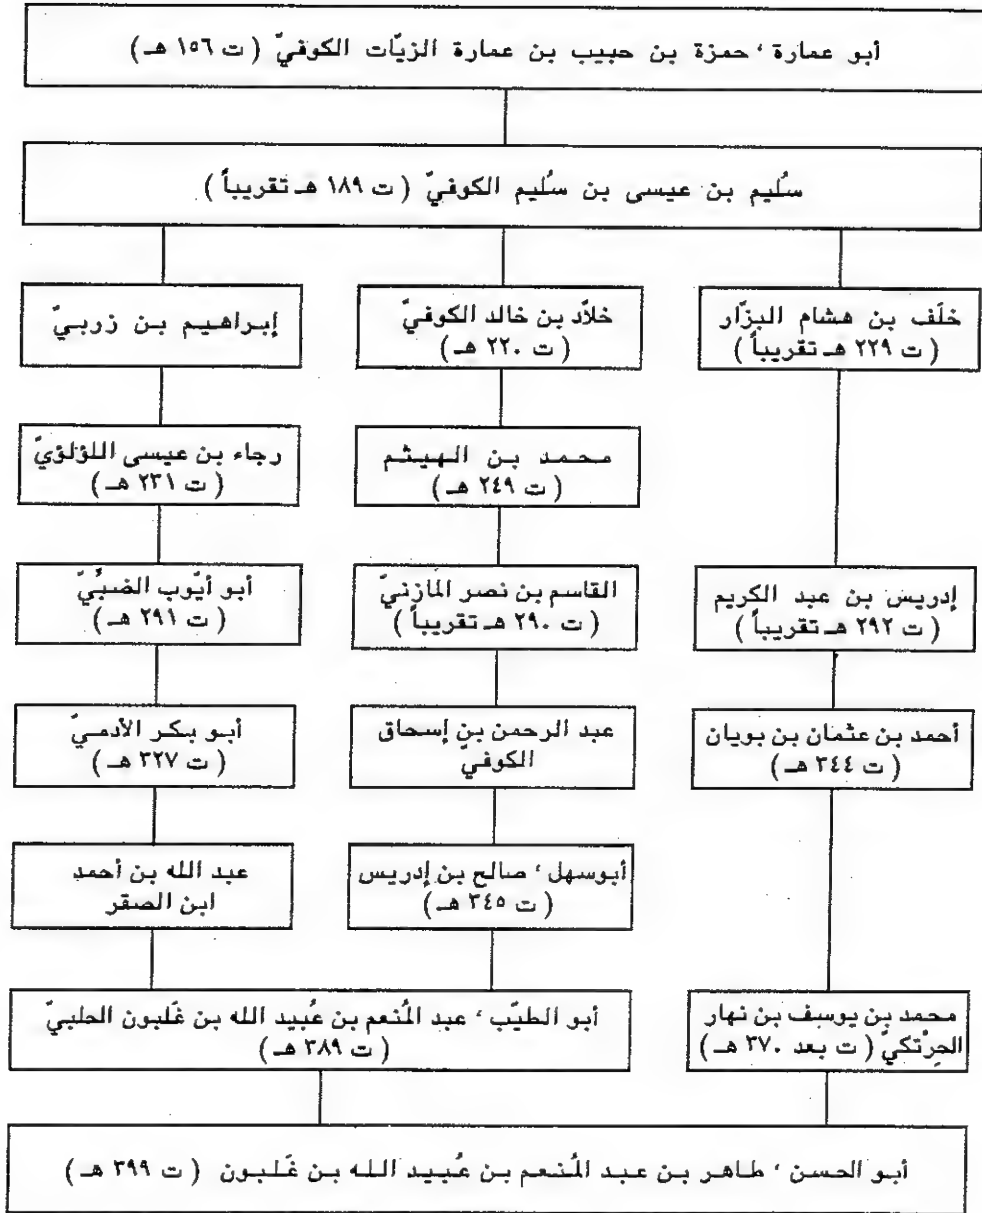 أبو عمارة ، حمزة بن حبيب بن عمارة الزيّات الكوفيّ ( ت ١٥٦ هـ )
سُليم بن عيسى بن سُليم الكوفيّ ( ت ١٨٩ هـ تقريباً )
خلَف بن هشام البزّار
( ت ٢٢٩ هـ تقريباً )
خلاّد بن خالد الكوفيّ
( ت ٢٢٠ هـ )
إبراهيم بن زربيّ
محمد بن الهيثم
( ت ٢٤٩ هـ )
رجاء بن عيسى اللؤلؤيّ
( ت ٢٣١ هـ )
إدريس بن عبد الكريم
( ت ٢٩٢ هـ تقريباً )
القاسم بن نصر المازنيّ
( ت ٢٩٠ هـ تقريباً )
أبو أيّوب الضبّيّ
( ت ٢٩١ هـ )
أحمد بن عثمان بن بويان
( ت ٣٤٤ هـ )
عبد الرحمن بن إسحاق
الكوفيّ
أبو بكر الأدميّ
( ت ٣٢٧ هـ )
أبوسهل ، صالح بن إدريس
( ت ٣٤٥ هـ )
عبد الله بن أحمد
ابن الصقر
محمد بن يوسف بن نهار
الحِرْتكيّ ( ت بعد ٣٧٠ هـ )
أبو الطيّب ، عبد المُنعم بن عُبيد الله بن غَلبون الحلبيّ
( ت ٣٨٩ هـ )
أبو الحسن ، طاهر بن عبد المُنعم بن عُبيد الله بن غَلبون ( ت ٣٩٩ هـ )